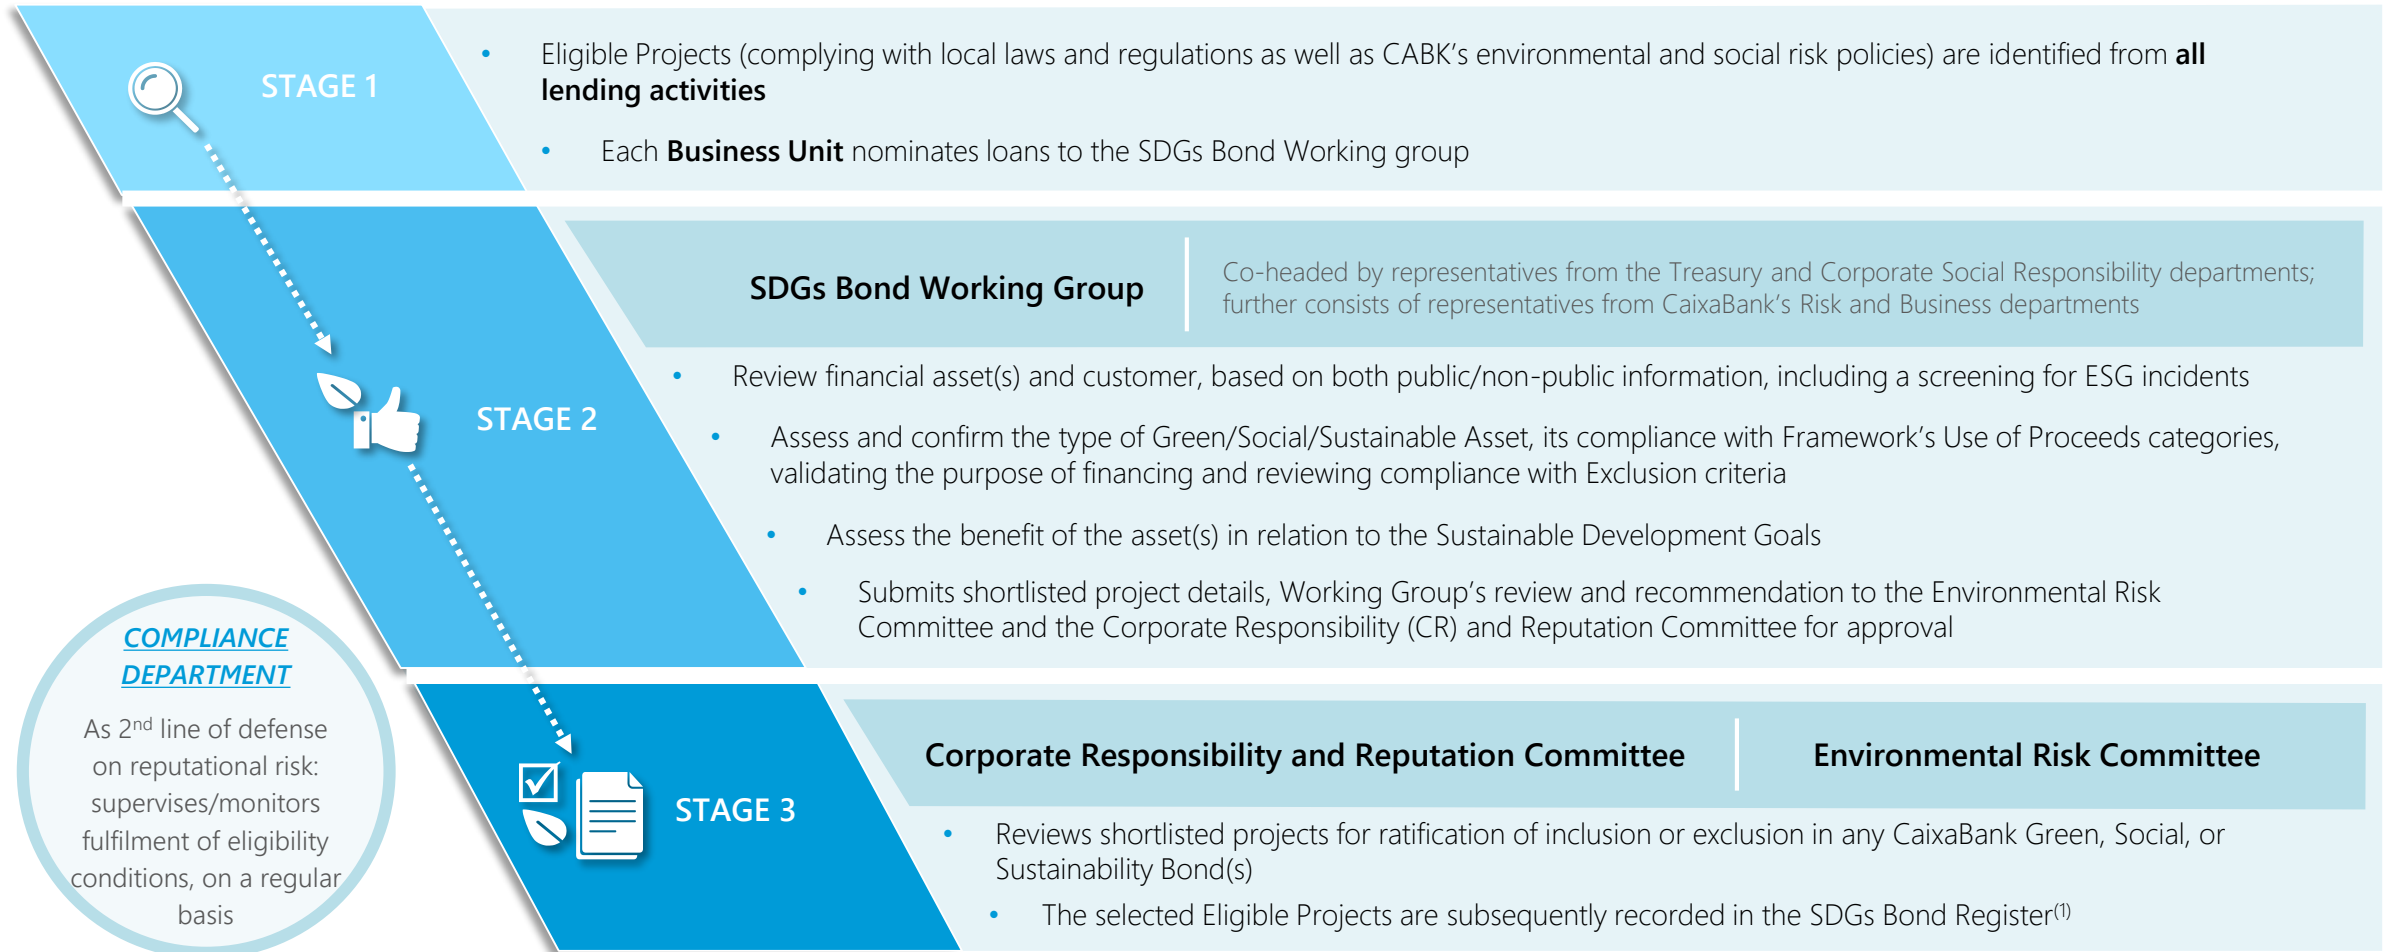 STAGE 1
• Eligible Projects (complying with local laws and regulations as well as CABK’s environmental and social risk policies) are identified from all
lending activities
• Each Business Unit nominates loans to the SDGs Bond Working group
STAGE 2
SDGs Bond Working Group
Co-headed by representatives from the Treasury and Corporate Social Responsibility departments;
further consists of representatives from CaixaBank’s Risk and Business departments
• Review financial asset(s) and customer, based on both public/non-public information, including a screening for ESG incidents
• Assess and confirm the type of Green/Social/Sustainable Asset, its compliance with Framework’s Use of Proceeds categories,
validating the purpose of financing and reviewing compliance with Exclusion criteria
• Assess the benefit of the asset(s) in relation to the Sustainable Development Goals
• Submits shortlisted project details, Working Group’s review and recommendation to the Environmental Risk
Committee and the Corporate Responsibility (CR) and Reputation Committee for approval
COMPLIANCE
DEPARTMENT
As 2nd line of defense
on reputational risk:
supervises/monitors
fulfilment of eligibility
conditions, on a regular
basis
STAGE 3
Corporate Responsibility and Reputation Committee
Environmental Risk Committee
• Reviews shortlisted projects for ratification of inclusion or exclusion in any CaixaBank Green, Social, or
Sustainability Bond(s)
• The selected Eligible Projects are subsequently recorded in the SDGs Bond Register(1)